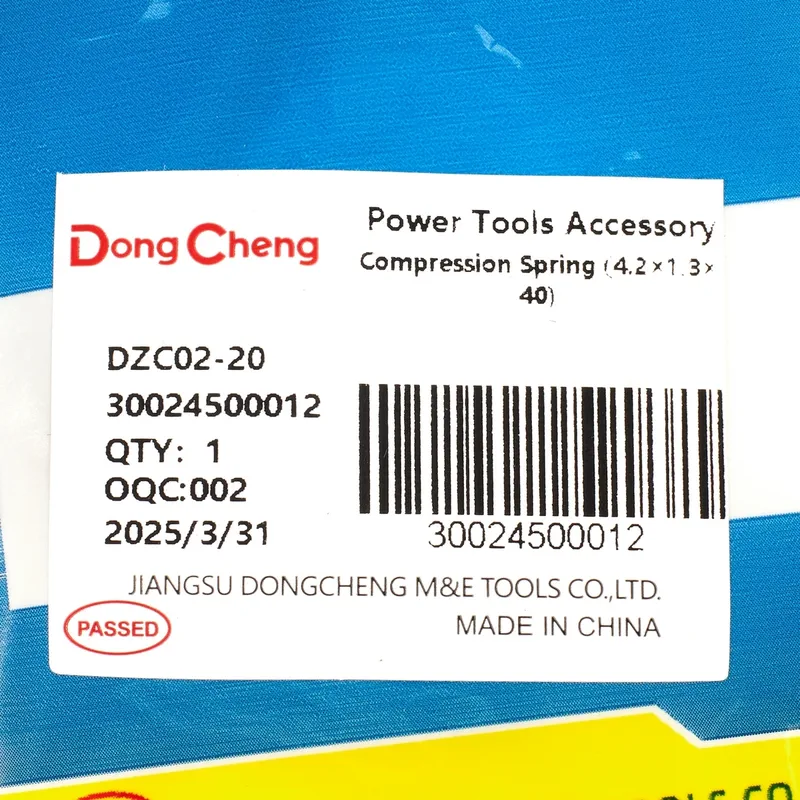 Dong Cheng
Power Tools Accessory
Compression Spring (4.2×1.3×
40)
DZC02-20
30024500012
QTY: 1
OQC:002
2025/3/31
30024500012
JIANGSU DONGCHENG M&E TOOLS CO.,LTD.
PASSED
MADE IN CHINA